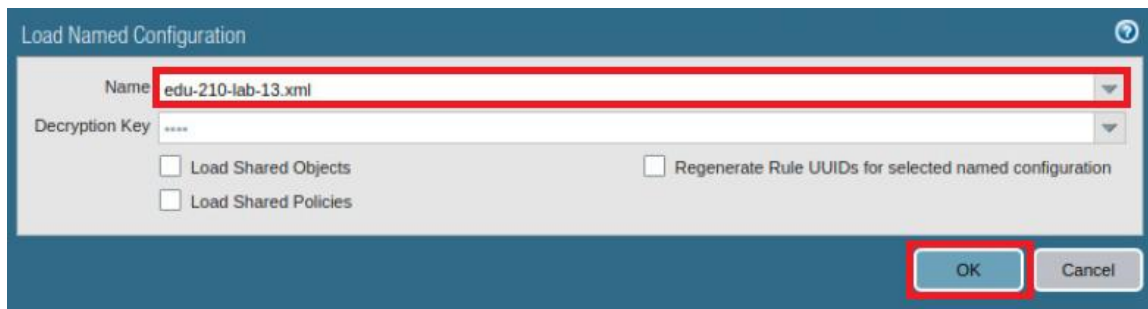 Load Named Configuration
Name edu-210-lab-13.xml
Decryption Key ****
Load Shared Objects Regenerate Rule UUIDs for selected named configuration
Load Shared Policies
OK Cancel